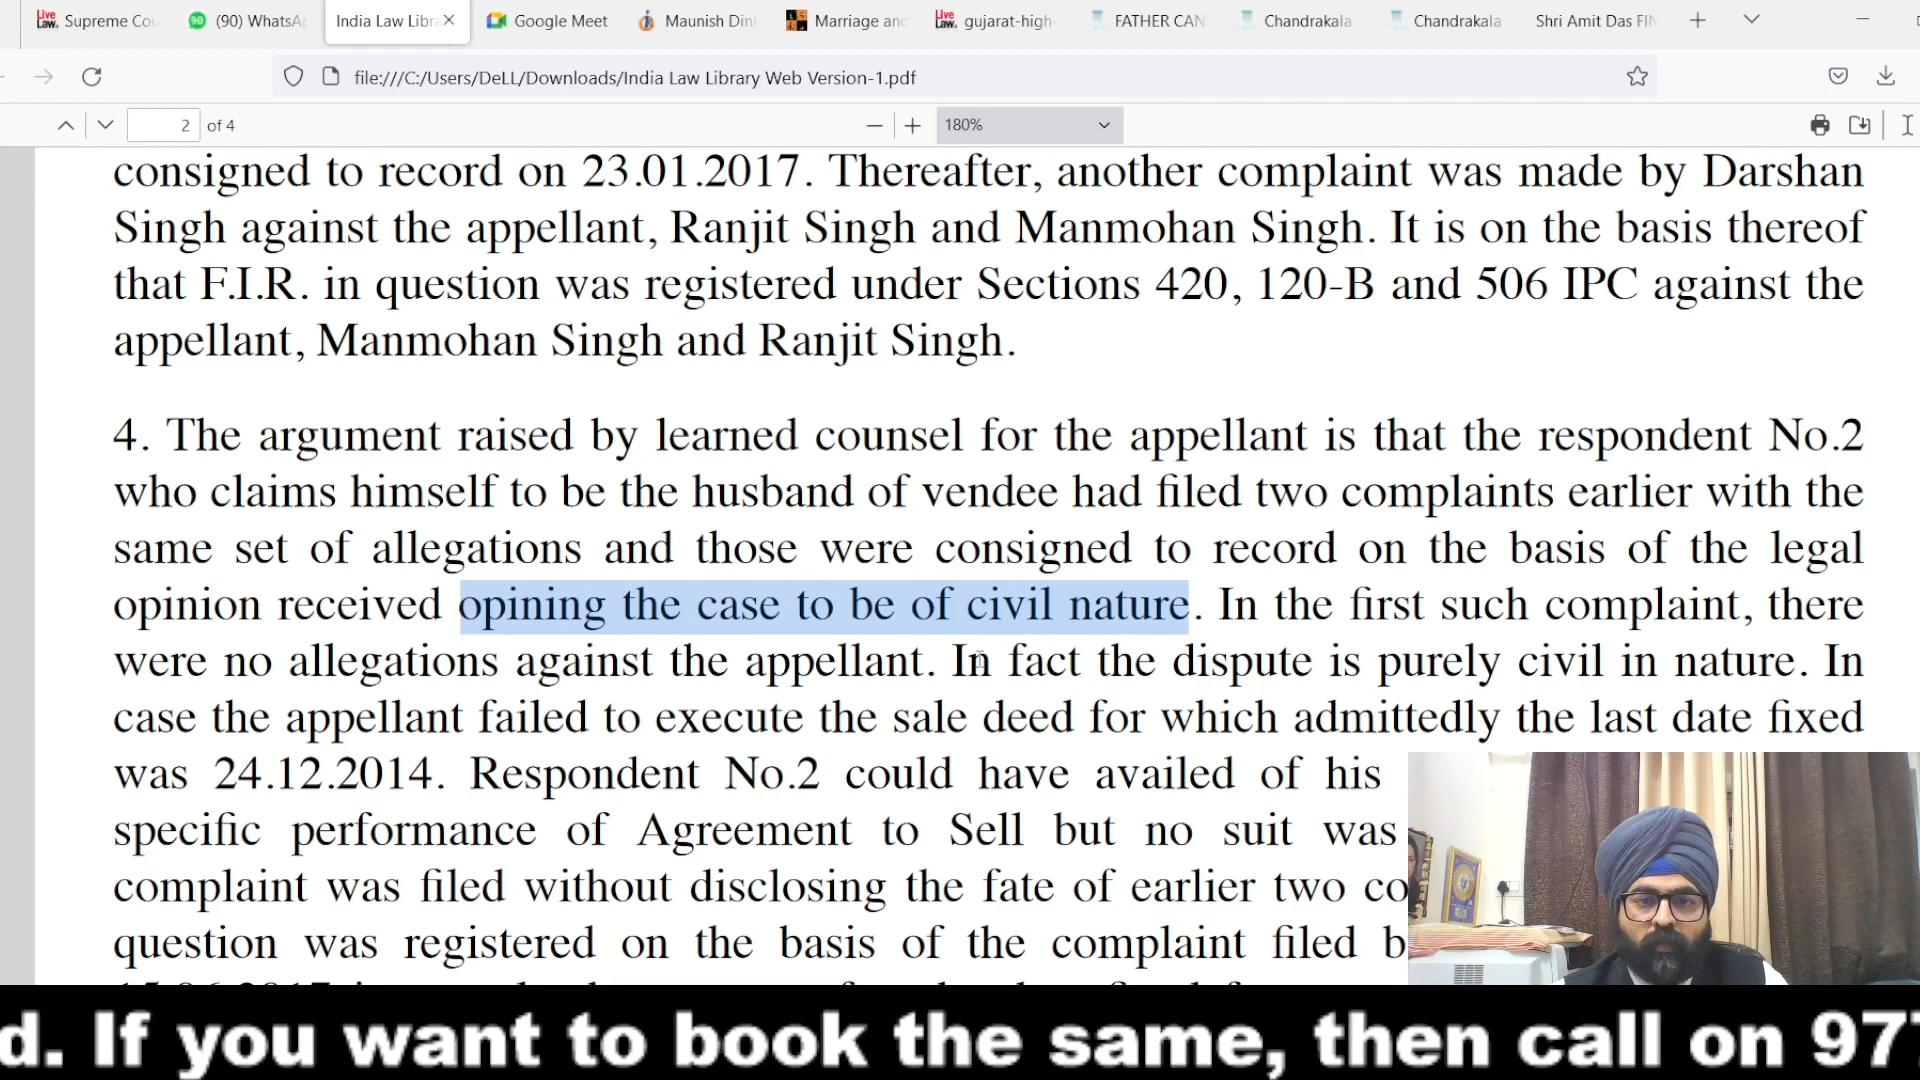 Live Law. Supreme Cou
90 (90) WhatsA
India Law Libra
Google Meet
Maunish Din
Marriage and
Live Law. gujarat-high-
FATHER CAN
Chandrakala
Chandrakala
Shri Amit Das FIN
file:///C:/Users/DeLL/Downloads/India Law Library Web Version-1.pdf
2 of 4
180%
consigned to record on 23.01.2017. Thereafter, another complaint was made by Darshan
Singh against the appellant, Ranjit Singh and Manmohan Singh. It is on the basis thereof
that F.I.R. in question was registered under Sections 420, 120-B and 506 IPC against the
appellant, Manmohan Singh and Ranjit Singh.
4. The argument raised by learned counsel for the appellant is that the respondent No.2
who claims himself to be the husband of vendee had filed two complaints earlier with the
same set of allegations and those were consigned to record on the basis of the legal
opinion received opining the case to be of civil nature. In the first such complaint, there
were no allegations against the appellant. In fact the dispute is purely civil in nature. In
case the appellant failed to execute the sale deed for which admittedly the last date fixed
was 24.12.2014. Respondent No.2 could have availed of his
specific performance of Agreement to Sell but no suit was
complaint was filed without disclosing the fate of earlier two co
question was registered on the basis of the complaint filed b
d. If you want to book the same, then call on 977